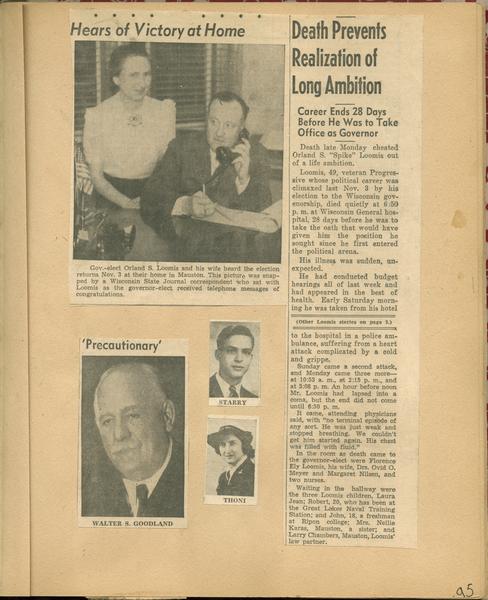 Hears of Victory at Home
Gov.-elect Orland S. Loomis and his wife heard the election
returns Nov. 3 at their home in Mauston. This picture was snap-
ped by a Wisconsin State Journal correspondent who sat with
Loomis as the governor-elect received telephone messages of
congratulations.
'Precautionary'
WALTER S. GOODLAND
STARRY
THONI
Death Prevents
Realization of
Long Ambition
Career Ends 28 Days
Before He Was to Take
Office as Governor
Death late Monday cheated
Orland S. "Spike" Loomis out
of a life ambition.
Loomis, 49, veteran Progres-
sive whose political career was
climaxed last Nov. 3 by his
election to the Wisconsin gov-
ernorship, died quietly at 6:50
p. m. at Wisconsin General hos-
pital, 28 days before he was to
take the oath that would have
given him the position he
sought since he first entered
the political arena.
His illness was sudden, un-
expected.
He had conducted budget
hearings all of last week and
had appeared in the best of
health. Early Saturday morn-
ing he was taken from his hotel
(Other Loomis stories on page 3.)
to the hospital in a police am-
bulance, suffering from a heart
attack complicated by a cold
and grippe.
Sunday came a second attack,
and Monday came three more—
at 10:53 a. m., at 2:15 p. m., and
at 5:08 p. m. An hour before noon
Mr. Loomis had lapsed into a
coma, but the end did not come
until 6:50 p. m.
It came, attending physicians
said, with "no terminal episode of
any sort. He was just weak and
stopped breathing. We couldn't
get him started again. His chest
was filled with fluid."
In the room as death came to
the governor-elect were Florence
Ely Loomis, his wife, Drs. Ovid O.
Meyer and Margaret Nilsen, and
two nurses.
Waiting in the hallway were
the three Loomis children, Laura
Jean; Robert, 20, who has been at
the Great Lakes Naval Training
Station; and John, 18, a freshman
at Ripon college; Mrs. Nellie
Karas, Mauston, a sister; and
Larry Chambers, Mauston, Loomis'
law partner.
95